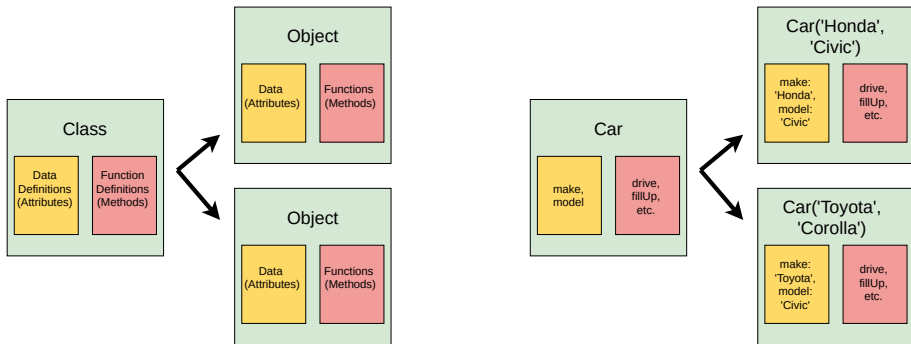 Class
Data
Definitions
(Attributes)
Function
Definitions
(Methods)
Object
Data
(Attributes)
Functions
(Methods)
Object
Data
(Attributes)
Functions
(Methods)
Car
make,
model
drive,
fillUp,
etc.
Car('Honda',
'Civic')
make:
'Honda',
model:
'Civic'
drive,
fillUp,
etc.
Car('Toyota',
'Corolla')
make:
'Toyota',
model:
'Civic'
drive,
fillUp,
etc.